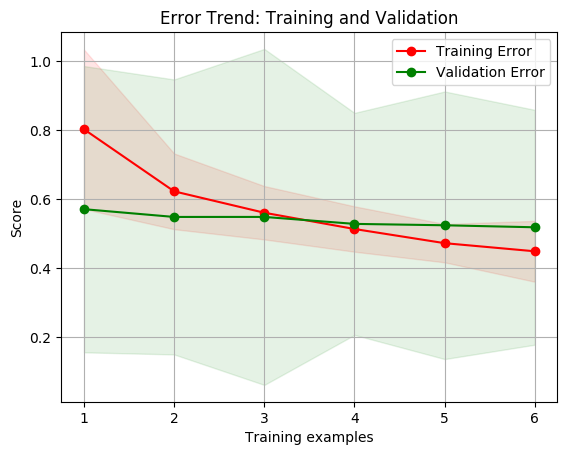 Error Trend: Training and Validation
Training Error
Validation Error
1.0
0.8
0.6
0.4
0.2
Score
1 2 3 4 5 6
Training examples